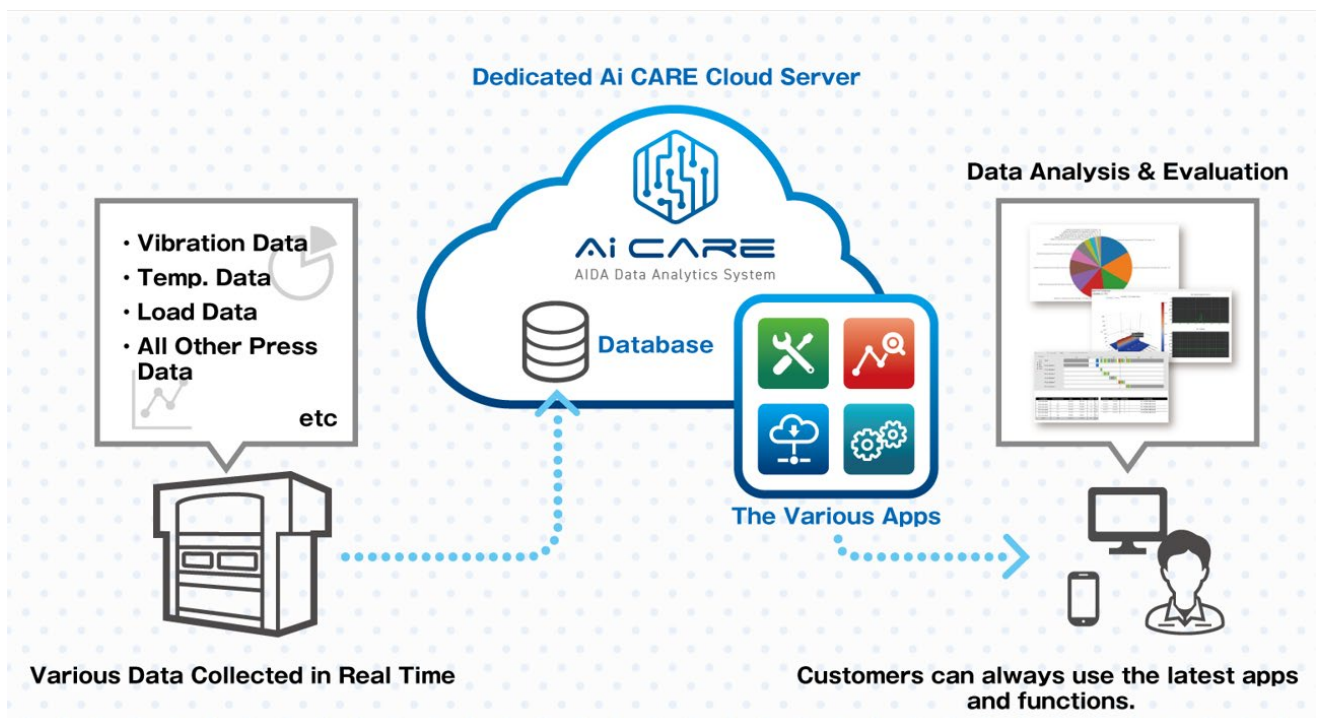 Dedicated Ai CARE Cloud Server
Ai CARE
AIDA Data Analytics System
Database
The Various Apps
・Vibration Data
・Temp. Data
・Load Data
・All Other Press
Data
etc
Various Data Collected in Real Time
Data Analysis & Evaluation
Customers can always use the latest apps
and functions.